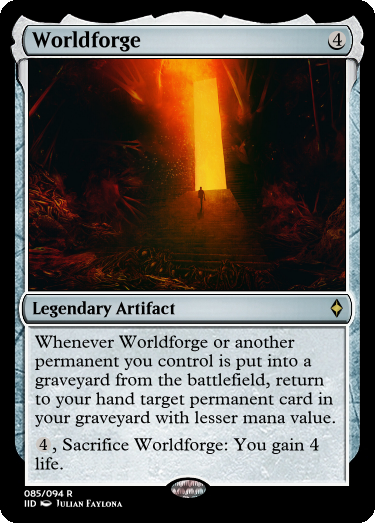 Worldforge 4
Legendary Artifact
Whenever Worldforge or another
permanent you control is put into a
graveyard from the battlefield, return
to your hand target permanent card in
your graveyard with lesser mana value.
4 , Sacrifice Worldforge: You gain 4
life.
085/094 R
IID Julian Faylona